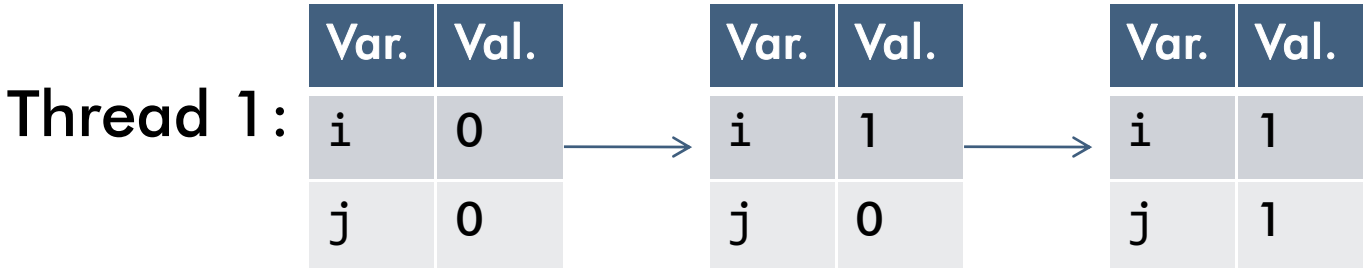 Var. Val. Var. Val. Var. Val.
Thread 1: i 0 i 1 i 1
j 0 j 0 j 1